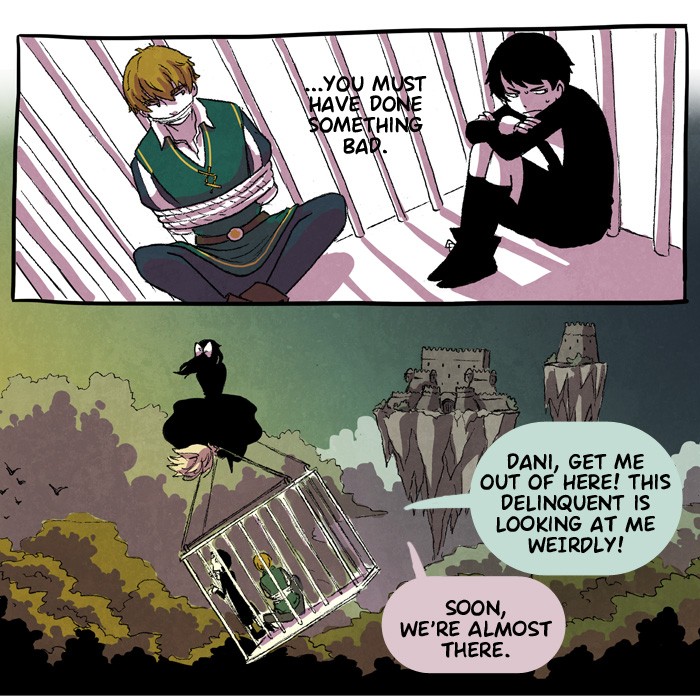 ...YOU MUST
HAVE DONE
SOMETHING
BAD.
DANI, GET ME
OUT OF HERE! THIS
DELINQUENT IS
LOOKING AT ME
WEIRDLY!
SOON,
WE'RE ALMOST
THERE.